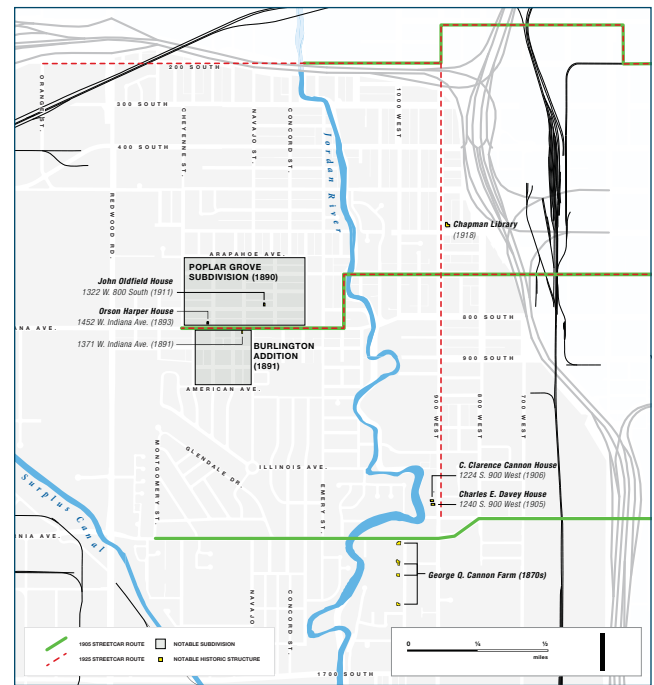 200 SOUTH
ORANGE ST.
300 SOUTH
CHEYENNE ST.
NAVAJO ST.
CONCORD ST.
1000 WEST
400 SOUTH
Jordan River
REDWOOD RD.
Chapman Library
(1918)
ARAPAHOE AVE.
POPLAR GROVE
SUBDIVISION (1890)
John Oldfield House
1322 W. 800 South (1911)
Orson Harper House
1452 W. Indiana Ave. (1893)
800 SOUTH
ANA AVE.
1371 W. Indiana Ave. (1891)
BURLINGTON
ADDITION
(1891)
900 SOUTH
AMERICAN AVE.
900 WEST
800 WEST
700 WEST
MONTGOMERY ST.
GLENDALE DR.
ILLINOIS AVE.
EMERY ST.
C. Clarence Cannon House
1224 S. 900 West (1906)
Charles E. Davey House
1240 S. 900 West (1905)
Surplus Canal
NIA AVE.
George Q. Cannon Farm (1870s)
NAVAJO
CONCORD ST.
1905 STREETCAR ROUTE
NOTABLE SUBDIVISION
1925 STREETCAR ROUTE
NOTABLE HISTORIC STRUCTURE
1700 SOUTH
0 ¼ ½
miles